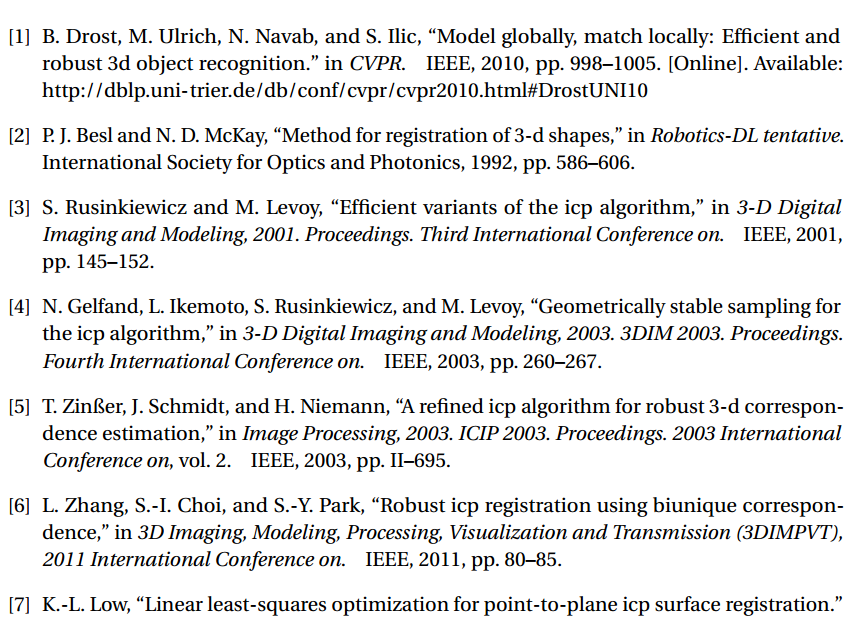 [1] B. Drost, M. Ulrich, N. Navab, and S. Ilic, “Model globally, match locally: Efficient and
robust 3d object recognition.” in CVPR. IEEE, 2010, pp. 998–1005. [Online]. Available:
http://dblp.uni-trier.de/db/conf/cvpr/cvpr2010.html#DrostUNI10
[2] P. J. Besl and N. D. McKay, “Method for registration of 3-d shapes,” in Robotics-DL tentative.
International Society for Optics and Photonics, 1992, pp. 586–606.
[3] S. Rusinkiewicz and M. Levoy, “Efficient variants of the icp algorithm,” in 3-D Digital
Imaging and Modeling, 2001. Proceedings. Third International Conference on. IEEE, 2001,
pp. 145–152.
[4] N. Gelfand, L. Ikemoto, S. Rusinkiewicz, and M. Levoy, “Geometrically stable sampling for
the icp algorithm,” in 3-D Digital Imaging and Modeling, 2003. 3DIM 2003. Proceedings.
Fourth International Conference on. IEEE, 2003, pp. 260–267.
[5] T. Zinßer, J. Schmidt, and H. Niemann, “A refined icp algorithm for robust 3-d correspon-
dence estimation,” in Image Processing, 2003. ICIP 2003. Proceedings. 2003 International
Conference on, vol. 2. IEEE, 2003, pp. II–695.
[6] L. Zhang, S.-I. Choi, and S.-Y. Park, “Robust icp registration using biunique correspon-
dence,” in 3D Imaging, Modeling, Processing, Visualization and Transmission (3DIMPVT),
2011 International Conference on. IEEE, 2011, pp. 80–85.
[7] K.-L. Low, “Linear least-squares optimization for point-to-plane icp surface registration.”